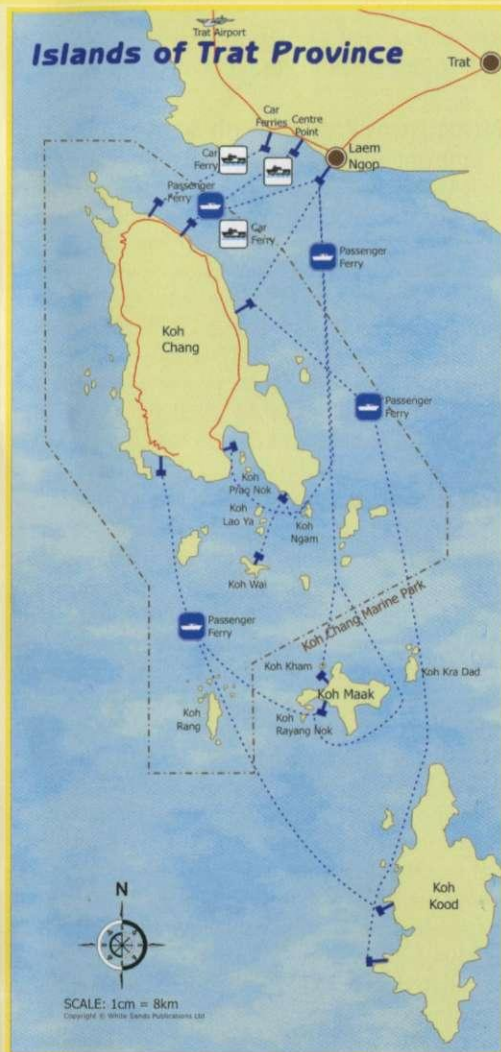 Trat Airport
Islands of Trat Province
Trat
Car
Ferries
Centre
Point
Laem
Ngop
Car
Ferry
Passenger
Ferry
Car
Ferry
Passenger
Ferry
Koh
Chang
Passenger
Ferry
Koh
Prag Nok
Koh
Lao Ya
Koh
Ngam
Koh Wai
Koh Chang Marine Park
Passenger
Ferry
Koh Kham
Koh Kra Dad
Koh Maak
Koh
Rang
Koh
Rayang Nok
Koh
Kood
N
SCALE: 1cm = 8km
Copyright © White Sands Publications Ltd